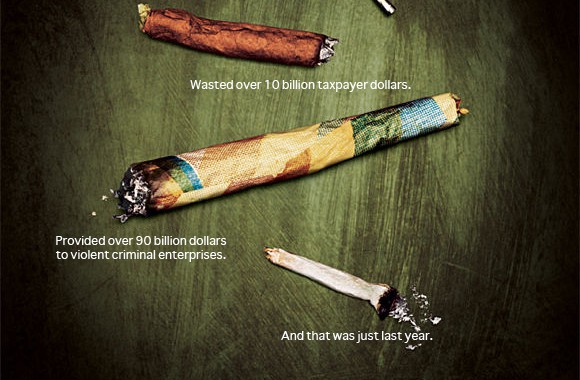 Wasted over 10 billion taxpayer dollars.
Provided over 90 billion dollars
to violent criminal enterprises.
And that was just last year.